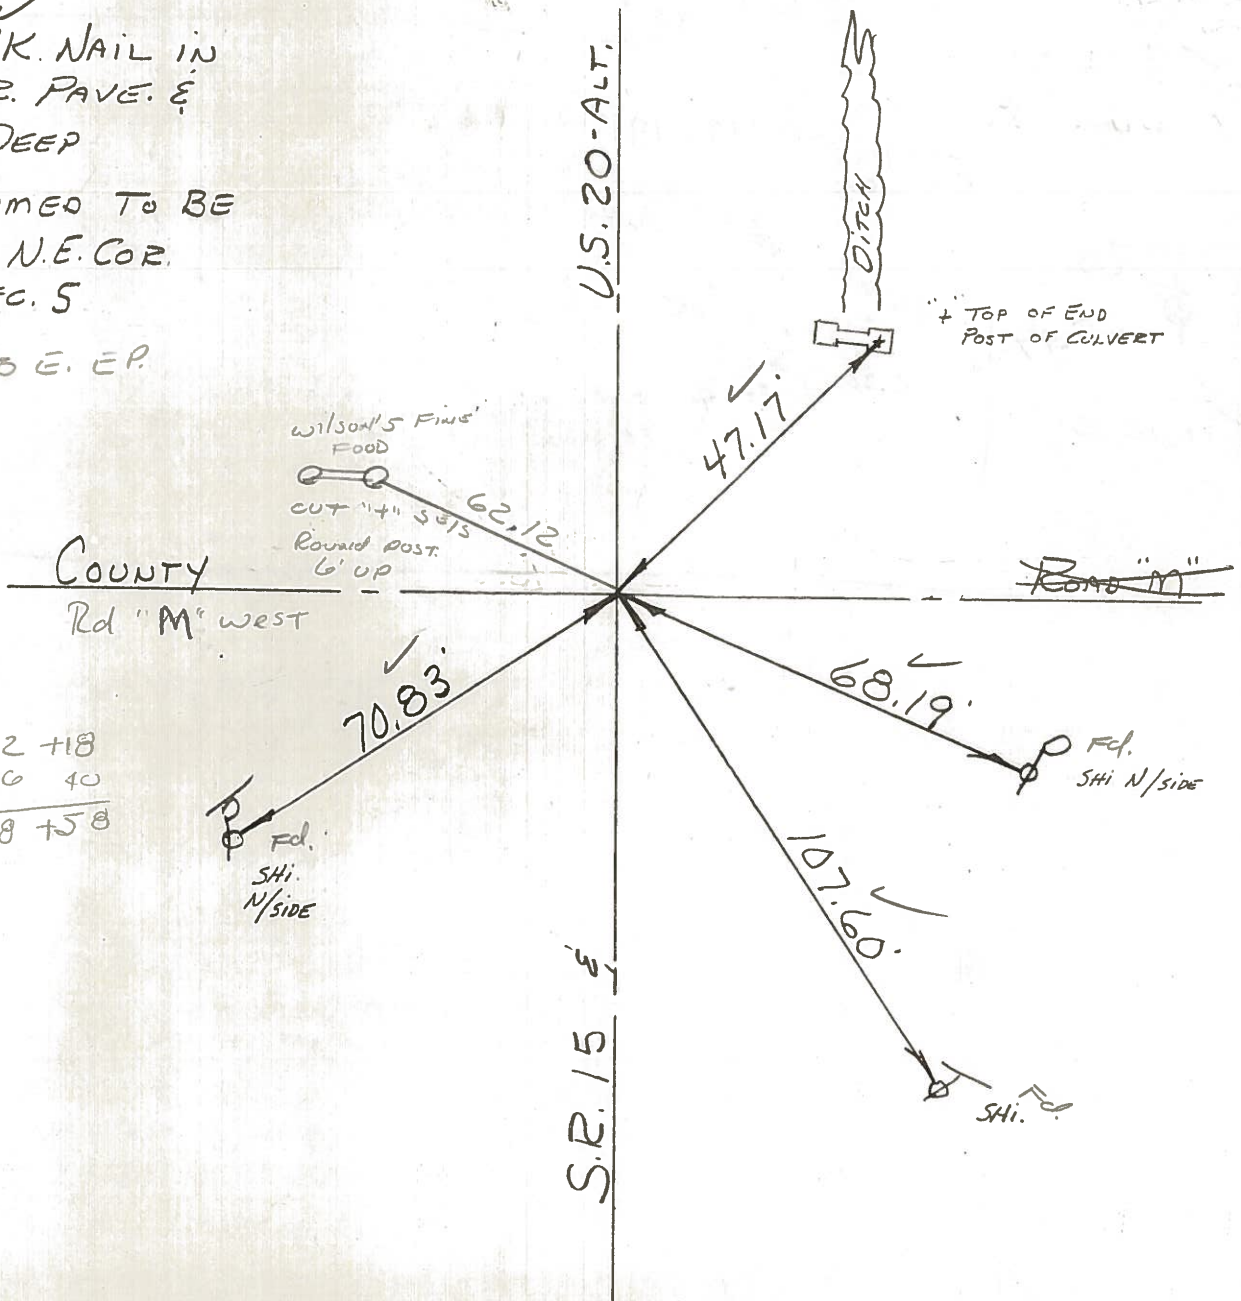 K. NAIL IN
PAVE. &
DEEP
MED TO BE
N.E. COR.
C. 5
E. EP.
U.S. 20-ALT.
DITCH
"+" TOP OF END
POST OF CULVERT
47.17'
WILSON'S FINE
FOOD
CUT "+" SE/S
ROUND POST.
6' UP
62.12
COUNTY
ROAD "M"
Rd "M" west
70.83'
68.19'
Fd.
SHi N/SIDE
2 +18
6 40
8 +58
Fd.
SHi.
N/SIDE
107.60'
S.R. 15 &
SHi. Fd.